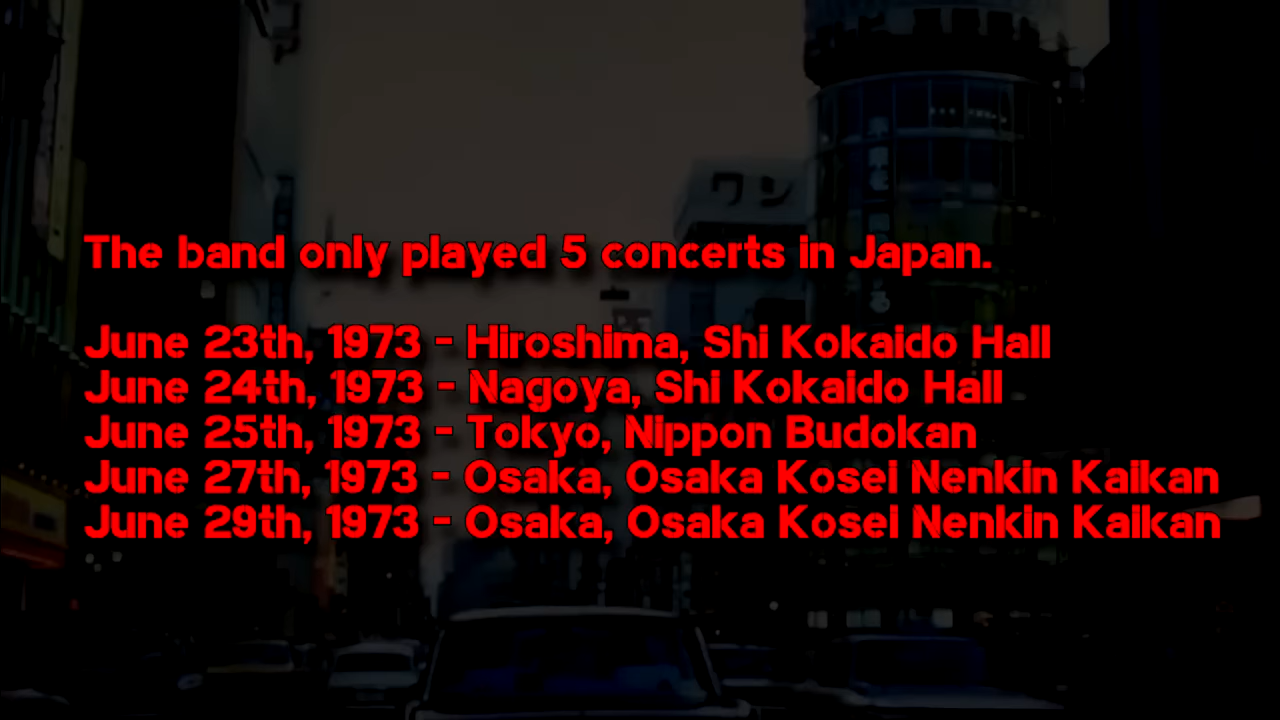 ワン
The band only played 5 concerts in Japan.
June 23th, 1973 - Hiroshima, Shi Kokaido Hall
June 24th, 1973 - Nagoya, Shi Kokaido Hall
June 25th, 1973 - Tokyo, Nippon Budokan
June 27th, 1973 - Osaka, Osaka Kosei Nenkin Kaikan
June 29th, 1973 - Osaka, Osaka Kosei Nenkin Kaikan